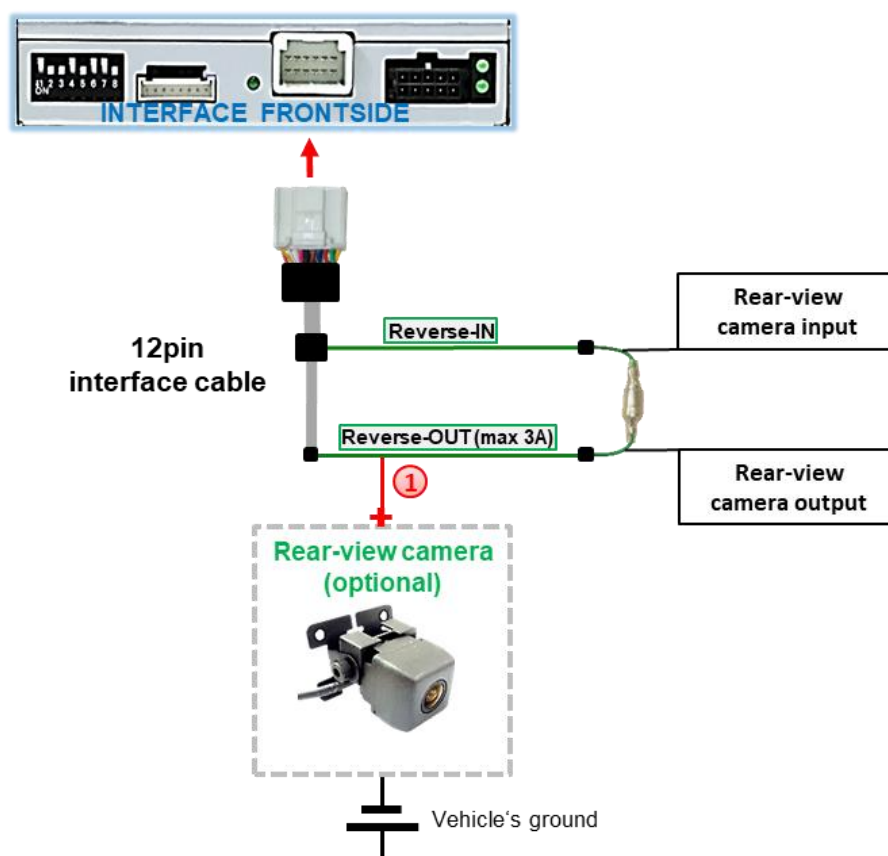 1 2 3 4 5 6 7 8
ON
INTERFACE FRONTSIDE
Reverse-IN
Rear-view
camera input
12pin
interface cable
Reverse-OUT (max 3A)
1
Rear-view
camera output
+
Rear-view camera
(optional)
Vehicle‘s ground